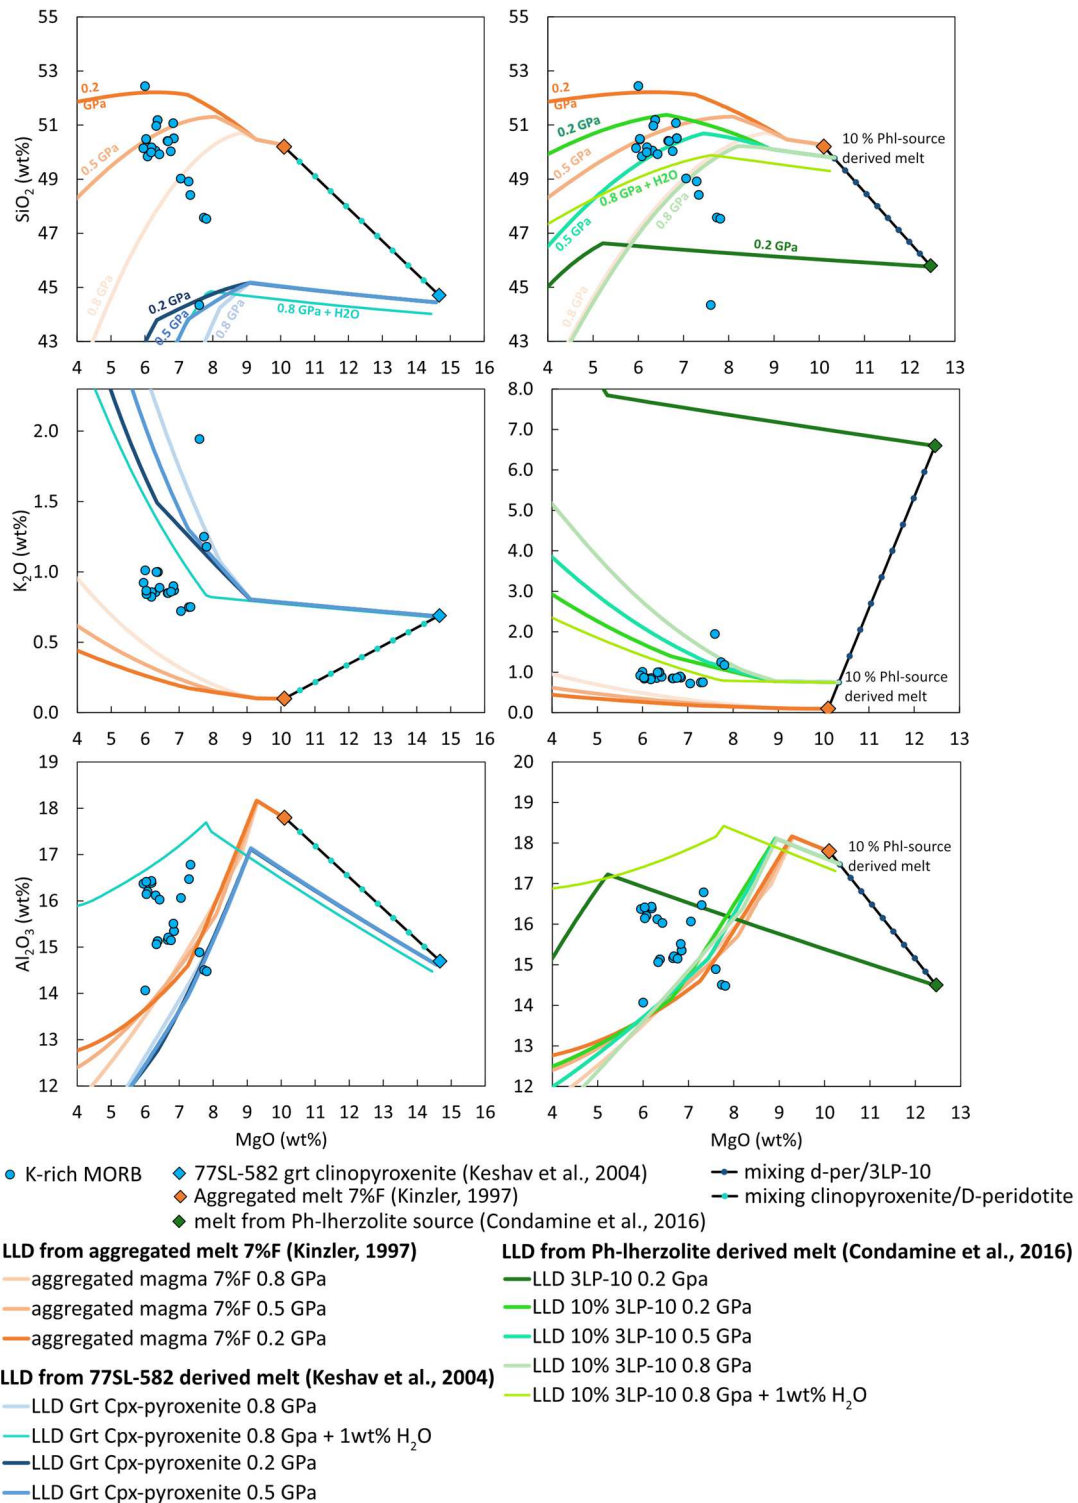 55
53
51
49
47
45
43
SiO2 (wt%)
0.2
GPa
0.5 GPa
0.8 GPa
0.2 GPa
0.5 GPa
0.8 GPa
0.8 GPa + H2O
4 5 6 7 8 9 10 11 12 13 14 15 16
55
53
51
49
47
45
43
0.2
GPa
0.2 GPa
0.5 GPa
0.8 GPa + H2O
0.5 GPa
0.8 GPa
0.8 GPa
0.2 GPa
10 % Phl-source
derived melt
4 5 6 7 8 9 10 11 12 13
2.0
1.5
1.0
0.5
0.0
K2O (wt%)
4 5 6 7 8 9 10 11 12 13 14 15 16
8.0
7.0
6.0
5.0
4.0
3.0
2.0
1.0
0.0
10 % Phl-source
derived melt
4 5 6 7 8 9 10 11 12 13
19
18
17
16
15
14
13
12
Al2O3 (wt%)
4 5 6 7 8 9 10 11 12 13 14 15 16
MgO (wt%)
20
19
18
17
16
15
14
13
12
10 % Phl-source
derived melt
4 5 6 7 8 9 10 11 12 13
MgO (wt%)
K-rich MORB
77SL-582 grt clinopyroxenite (Keshav et al., 2004)
Aggregated melt 7%F (Kinzler, 1997)
melt from Ph-lherzolite source (Condamine et al., 2016)
mixing d-per/3LP-10
mixing clinopyroxenite/D-peridotite
LLD from aggregated melt 7%F (Kinzler, 1997)
aggregated magma 7%F 0.8 GPa
aggregated magma 7%F 0.5 GPa
aggregated magma 7%F 0.2 GPa
LLD from 77SL-582 derived melt (Keshav et al., 2004)
LLD Grt Cpx-pyroxenite 0.8 GPa
LLD Grt Cpx-pyroxenite 0.8 Gpa + 1wt% H2O
LLD Grt Cpx-pyroxenite 0.2 GPa
LLD Grt Cpx-pyroxenite 0.5 GPa
LLD from Ph-lherzolite derived melt (Condamine et al., 2016)
LLD 3LP-10 0.2 Gpa
LLD 10% 3LP-10 0.2 GPa
LLD 10% 3LP-10 0.5 GPa
LLD 10% 3LP-10 0.8 GPa
LLD 10% 3LP-10 0.8 Gpa + 1wt% H2O